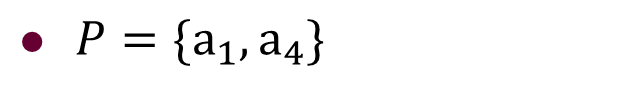 • P = {a₁, a₄}